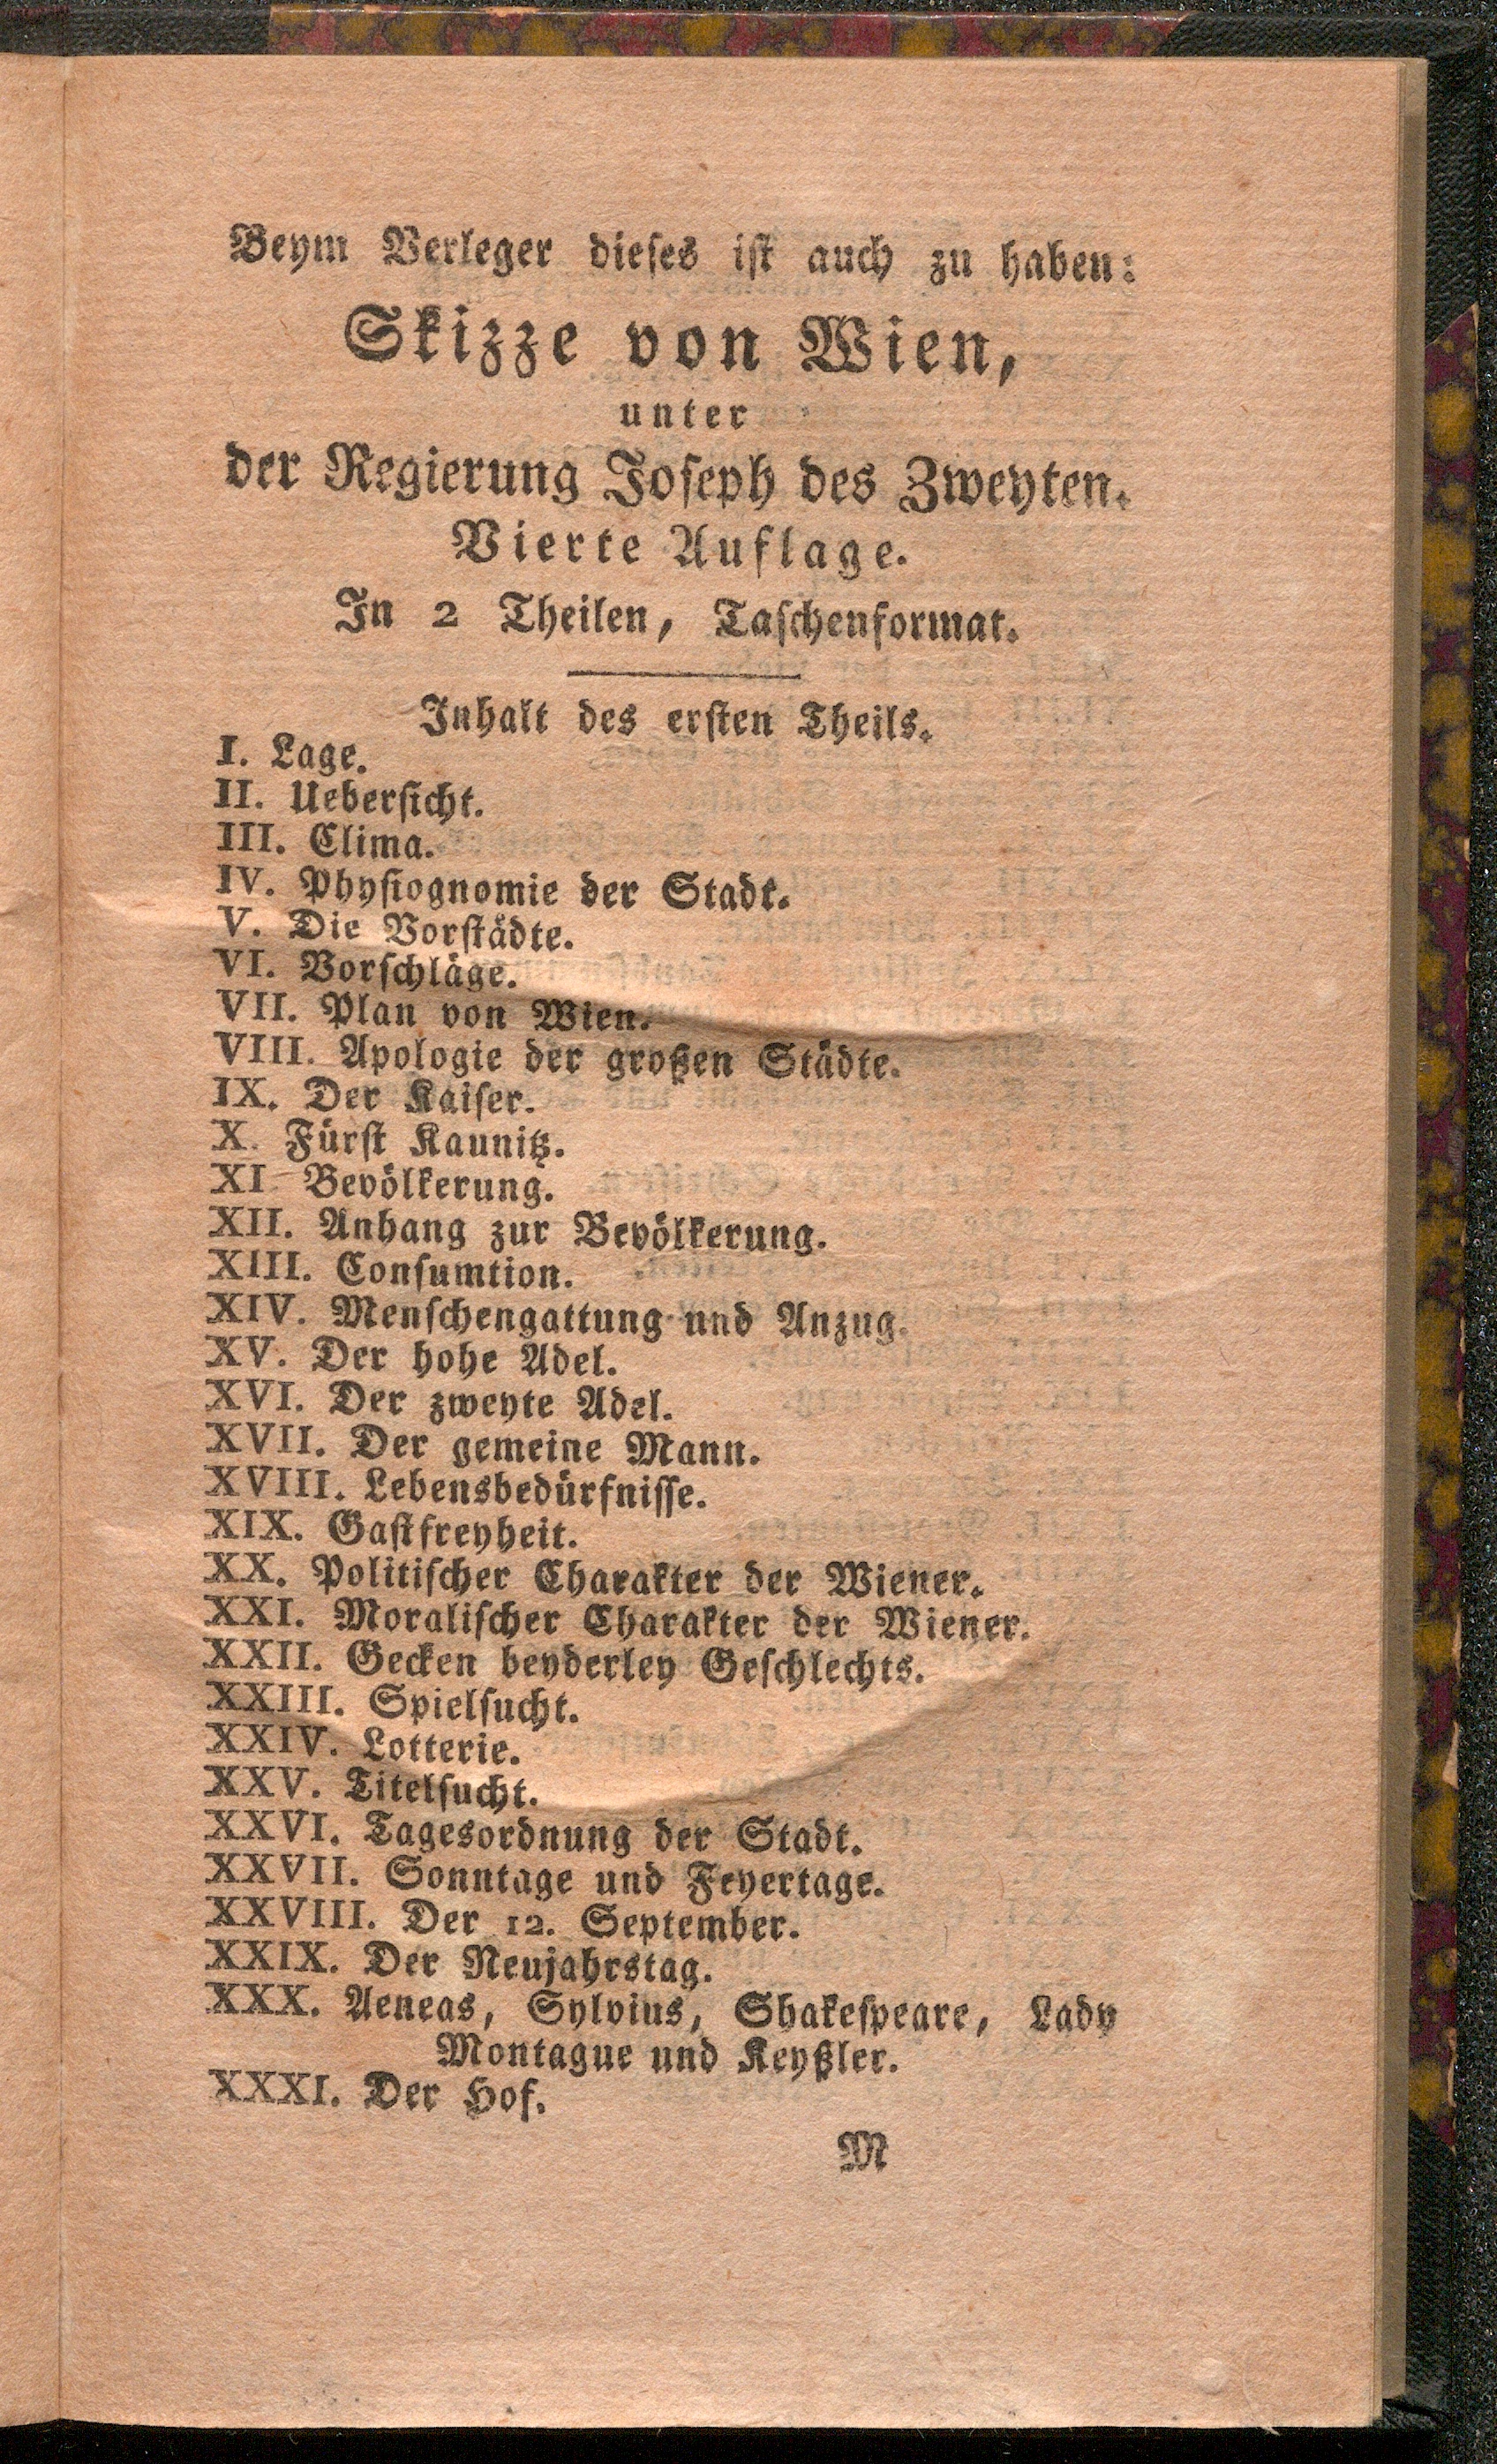 Beym Verleger dieſes iſt auch zu haben:
Skizze von Wien,
unter
der Regierung Joſeph des Zweyten.
Vierte Auflage.
In 2 Theilen, Taſchenformat.
Inhalt des erſten Theils.
I. Lage.
II. Ueberſicht.
III. Clima.
IV. Phyſiognomie der Stadt.
V. Die Vorſtädte.
VI. Vorſchläge.
VII. Plan von Wien.
VIII. Apologie der großen Städte.
IX. Der Kaiſer.
X. Fürſt Kaunitz.
XI Bevölkerung.
XII. Anhang zur Bevölkerung.
XIII. Conſumtion.
XIV. Menſchengattung und Anzug.
XV. Der hohe Adel.
XVI. Der zweyte Adel.
XVII. Der gemeine Mann.
XVIII. Lebensbedürfniſſe.
XIX. Gaſtfreyheit.
XX. Politiſcher Charakter der Wiener.
XXI. Moraliſcher Charakter der Wiener.
XXII. Gecken beyderley Geſchlechts.
XXIII. Spielſucht.
XXIV. Lotterie.
XXV. Titelſucht.
XXVI. Tagesordnung der Stadt.
XXVII. Sonntage und Feyertage.
XXVIII. Der 12. September.
XXIX. Der Neujahrstag.
XXX. Aeneas, Sylvius, Shakeſpeare, Lady
Montague und Keyßler.
XXXI. Der Hof.
M